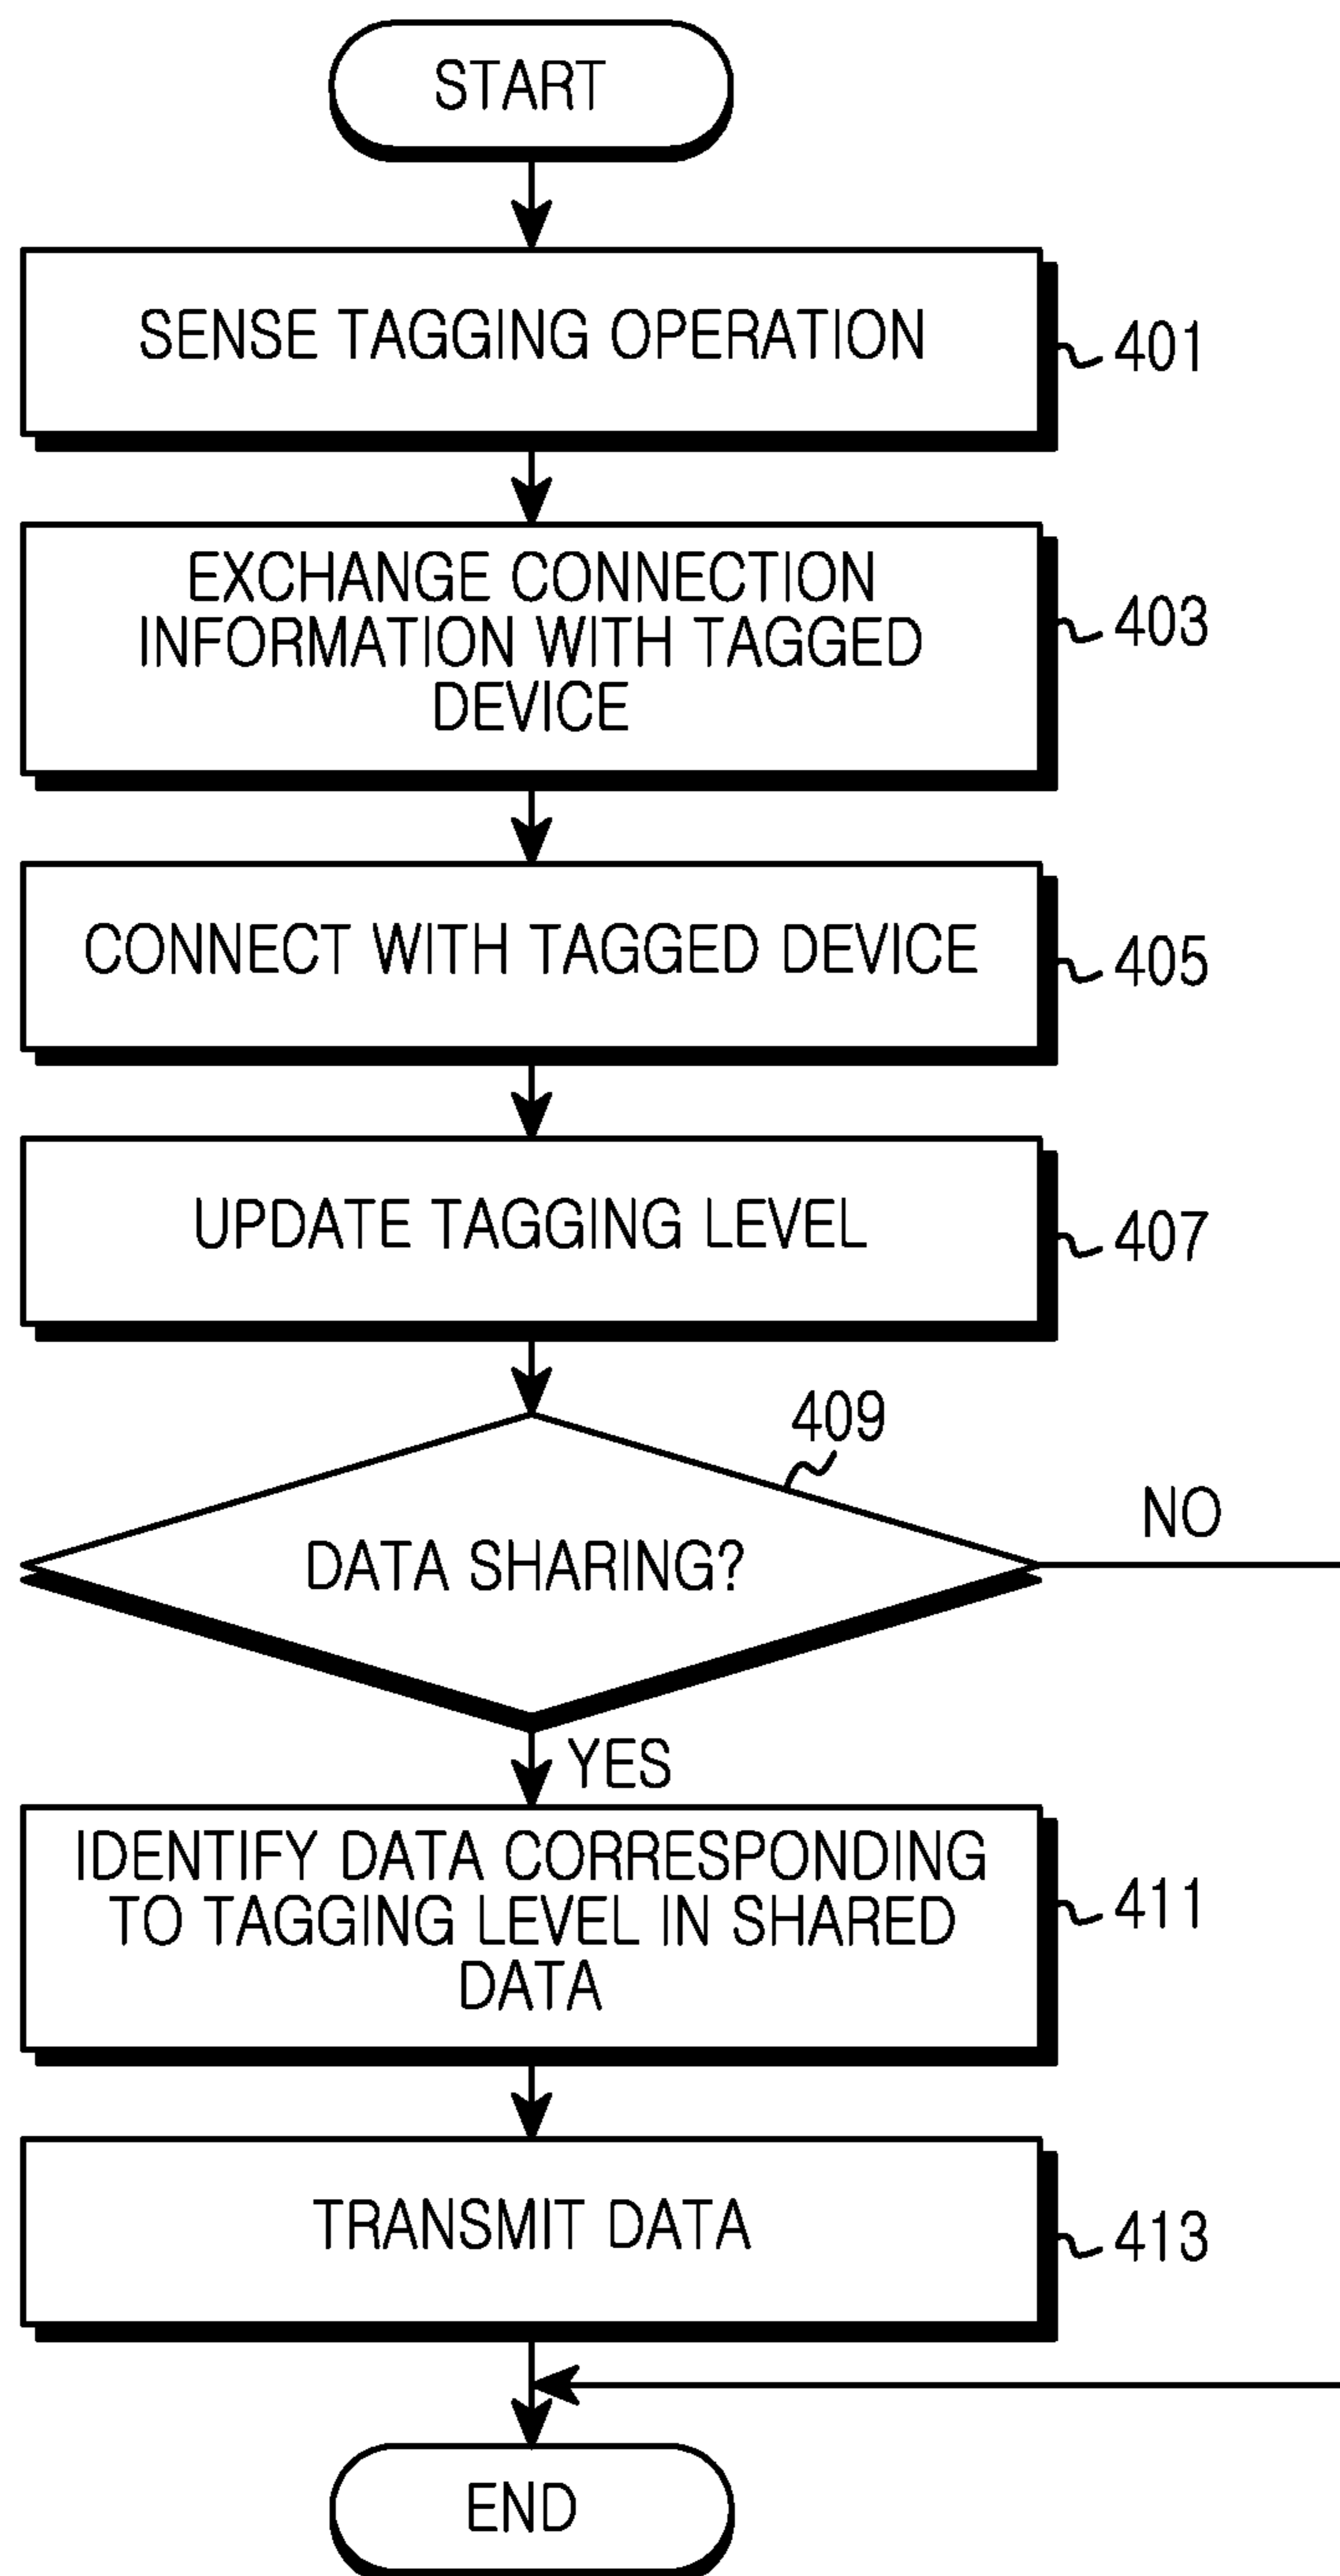 START
SENSE TAGGING OPERATION
401
EXCHANGE CONNECTION
INFORMATION WITH TAGGED
DEVICE
403
CONNECT WITH TAGGED DEVICE
405
UPDATE TAGGING LEVEL
407
409
DATA SHARING?
NO
YES
IDENTIFY DATA CORRESPONDING
TO TAGGING LEVEL IN SHARED
DATA
411
TRANSMIT DATA
413
END